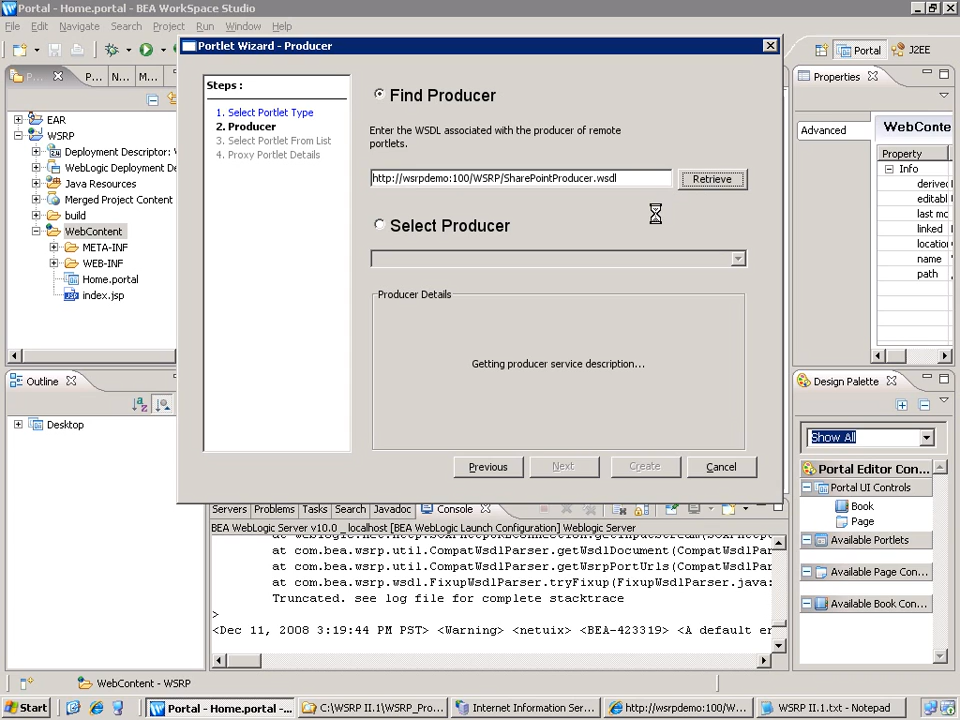 Portal - Home.portal - BEA WorkSpace Studio
File Edit Navigate Search Project Run Window Help
Portal J2EE
P... N... M...
EAR
WSRP
Deployment Descriptor:
WebLogic Deployment De
Java Resources
Merged Project Content
build
WebContent
META-INF
WEB-INF
Home.portal
index.jsp
Outline
Desktop
Portlet Wizard - Producer
Steps :
1. Select Portlet Type
2. Producer
3. Select Portlet From List
4. Proxy Portlet Details
Find Producer
Enter the WSDL associated with the producer of remote
portlets.
http://wsrpdemo:100/WSRP/SharePointProducer.wsdl
Retrieve
Select Producer
Producer Details
Getting producer service description...
Previous Next Create Cancel
Properties
Advanced
WebConte
Property
Info
derived
editabl
last mo
linked
locatio
name
path
Design Palette
Show All
Portal Editor Con...
Portal UI Controls
Book
Page
Available Portlets
Available Page Con...
Available Book Con...
Servers Problems Tasks Search Javadoc Console
BEA WebLogic Server v10.0 _ localhost [BEA WebLogic Launch Configuration] Weblogic Server
at com.bea.wsrp.util.CompatWsdlParser.getWsdlDocument(CompatWsdlPar
at com.bea.wsrp.util.CompatWsdlParser.getWsrpPortUrls(CompatWsdlPar
at com.bea.wsrp.wsdl.FixupWsdlParser.tryFixup(FixupWsdlParser.java:
Truncated. see log file for complete stacktrace
>
<Dec 11, 2008 3:19:44 PM PST> <Warning> <netuix> <BEA-423319> <A default er
WebContent - WSRP
Start
Portal - Home.portal -...
C:\WSRP II.1\WSRP_Pro...
Internet Information Ser...
http://wsrpdemo:100/W...
WSRP II.1.txt - Notepad